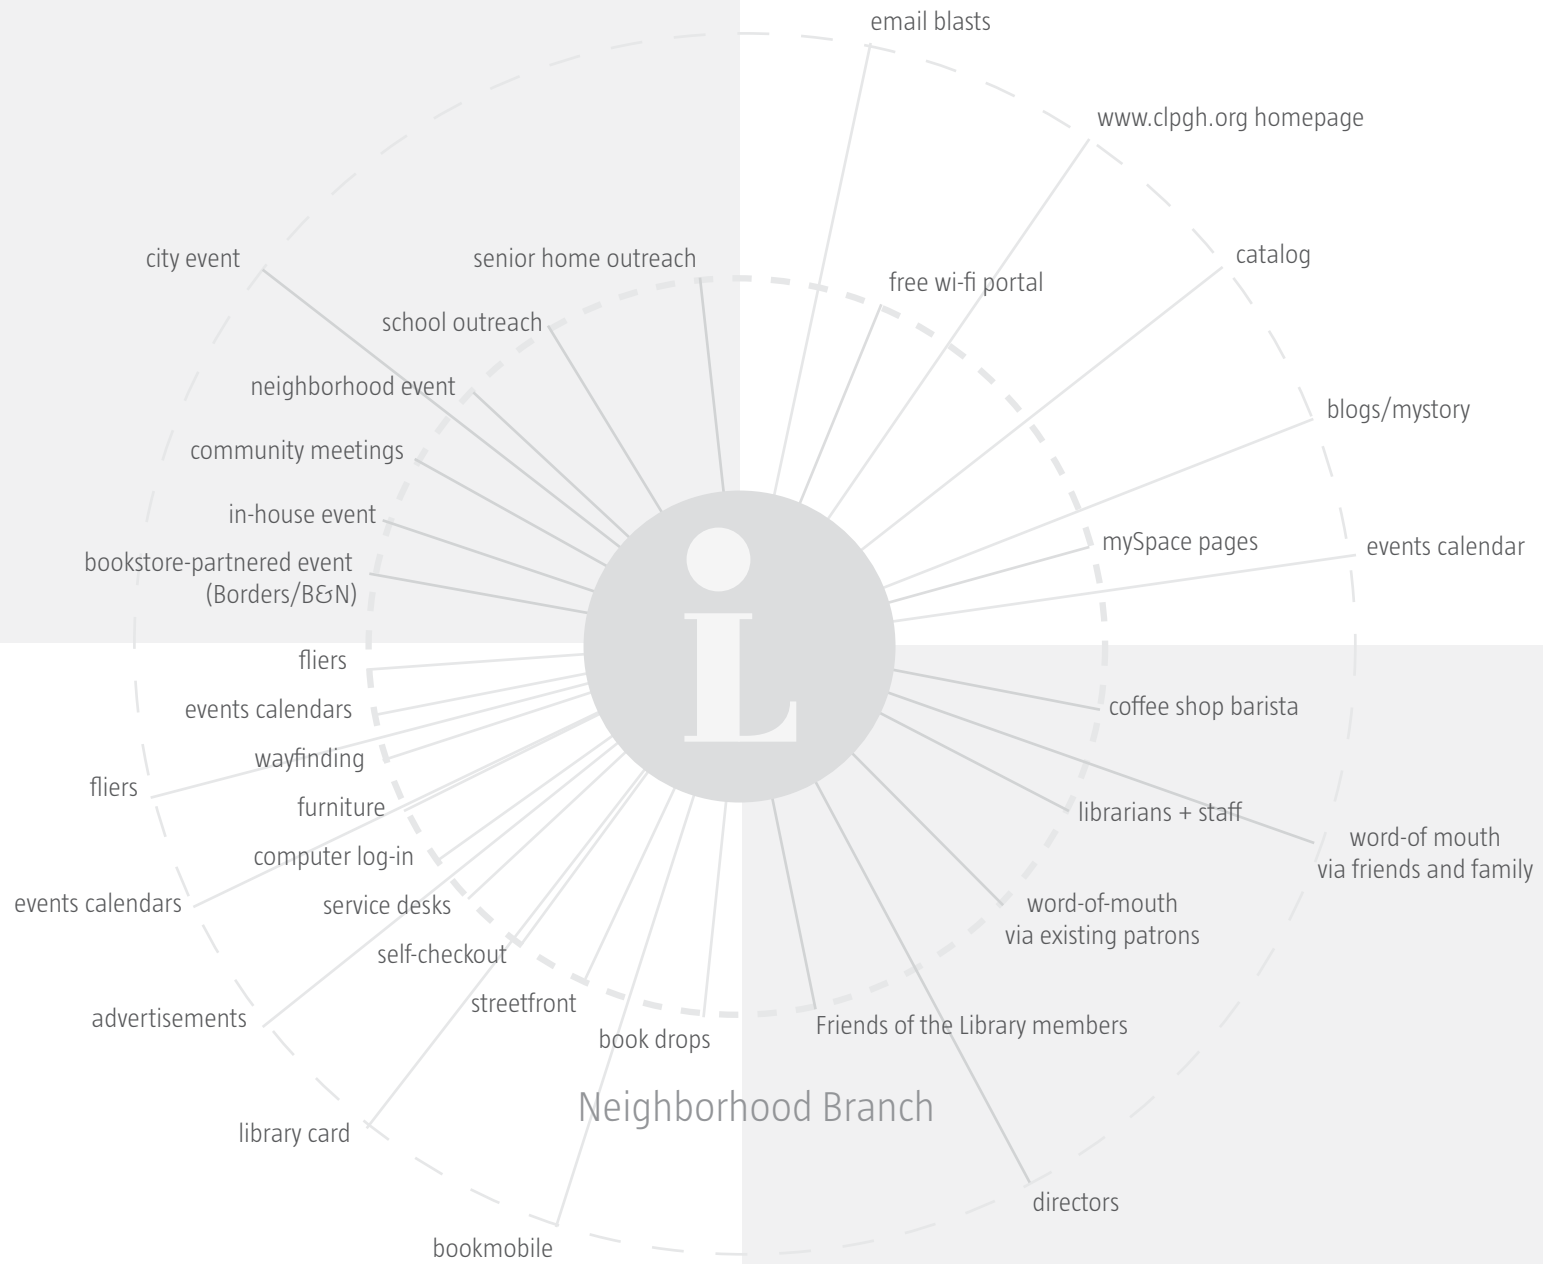 email blasts
www.clpgh.org homepage
catalog
free wi-fi portal
blogs/mystory
mySpace pages
events calendar
senior home outreach
city event
school outreach
neighborhood event
community meetings
in-house event
bookstore-partnered event
(Borders/B&N)
iL
fliers
events calendars
wayfinding
fliers
furniture
computer log-in
events calendars
service desks
self-checkout
streetfront
advertisements
book drops
library card
bookmobile
coffee shop barista
librarians + staff
word-of mouth
via friends and family
word-of-mouth
via existing patrons
Friends of the Library members
Neighborhood Branch
directors